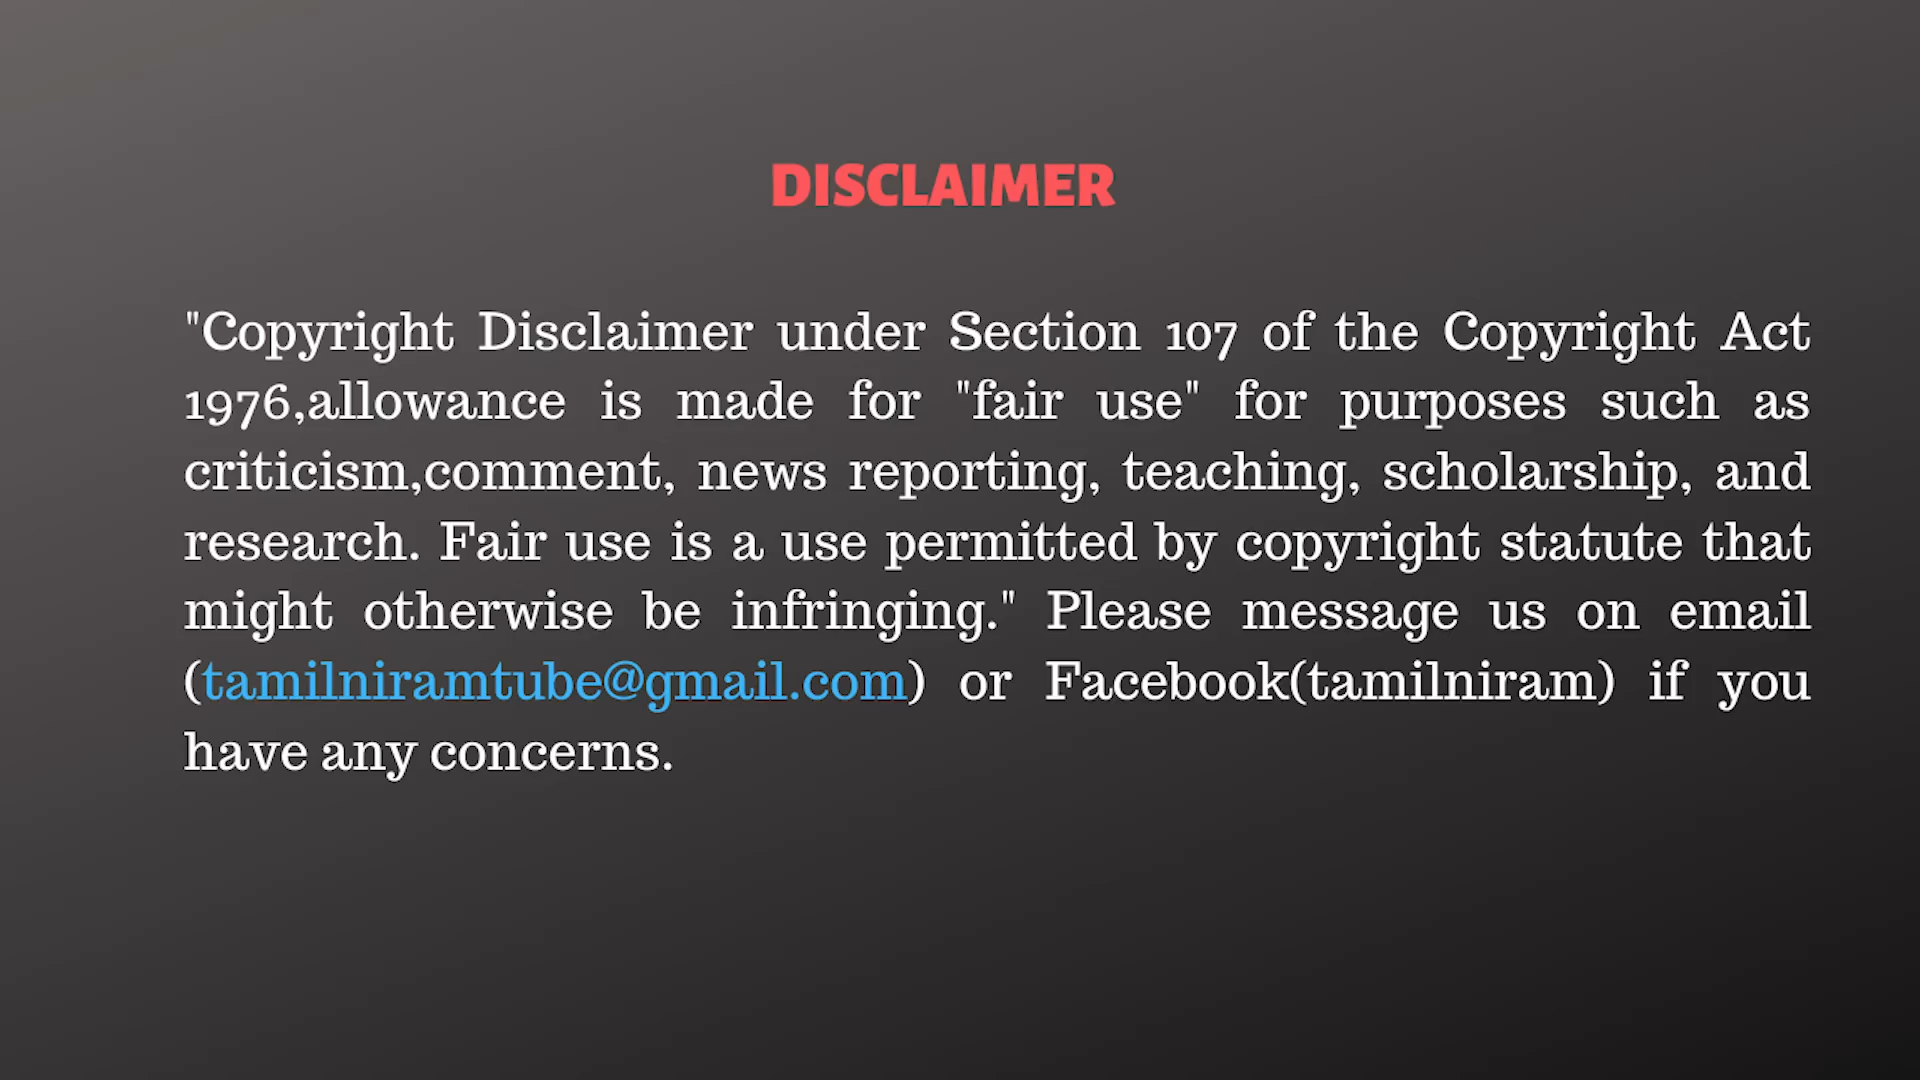 DISCLAIMER
"Copyright Disclaimer under Section 107 of the Copyright Act
1976,allowance is made for "fair use" for purposes such as
criticism,comment, news reporting, teaching, scholarship, and
research. Fair use is a use permitted by copyright statute that
might otherwise be infringing." Please message us on email
(tamilniramtube@gmail.com) or Facebook(tamilniram) if you
have any concerns.